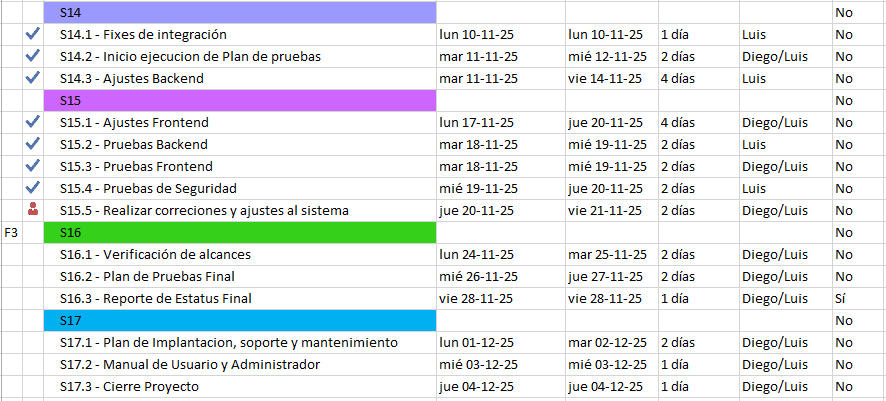 S14 No
S14.1 - Fixes de integración lun 10-11-25 lun 10-11-25 1 día Luis No
S14.2 - Inicio ejecucion de Plan de pruebas mar 11-11-25 mié 12-11-25 2 días Diego/Luis No
S14.3 - Ajustes Backend mar 11-11-25 vie 14-11-25 4 días Luis No
S15 No
S15.1 - Ajustes Frontend lun 17-11-25 jue 20-11-25 4 días Diego/Luis No
S15.2 - Pruebas Backend mar 18-11-25 mié 19-11-25 2 días Luis No
S15.3 - Pruebas Frontend mar 18-11-25 mié 19-11-25 2 días Diego/Luis No
S15.4 - Pruebas de Seguridad mié 19-11-25 jue 20-11-25 2 días Luis No
S15.5 - Realizar correciones y ajustes al sistema jue 20-11-25 vie 21-11-25 2 días Diego/Luis No
F3 S16 No
S16.1 - Verificación de alcances lun 24-11-25 mar 25-11-25 2 días Diego/Luis No
S16.2 - Plan de Pruebas Final mié 26-11-25 jue 27-11-25 2 días Diego/Luis No
S16.3 - Reporte de Estatus Final vie 28-11-25 vie 28-11-25 1 día Diego/Luis Sí
S17 No
S17.1 - Plan de Implantacion, soporte y mantenimiento lun 01-12-25 mar 02-12-25 2 días Diego/Luis No
S17.2 - Manual de Usuario y Administrador mié 03-12-25 mié 03-12-25 1 día Diego/Luis No
S17.3 - Cierre Proyecto jue 04-12-25 jue 04-12-25 1 día Diego/Luis No